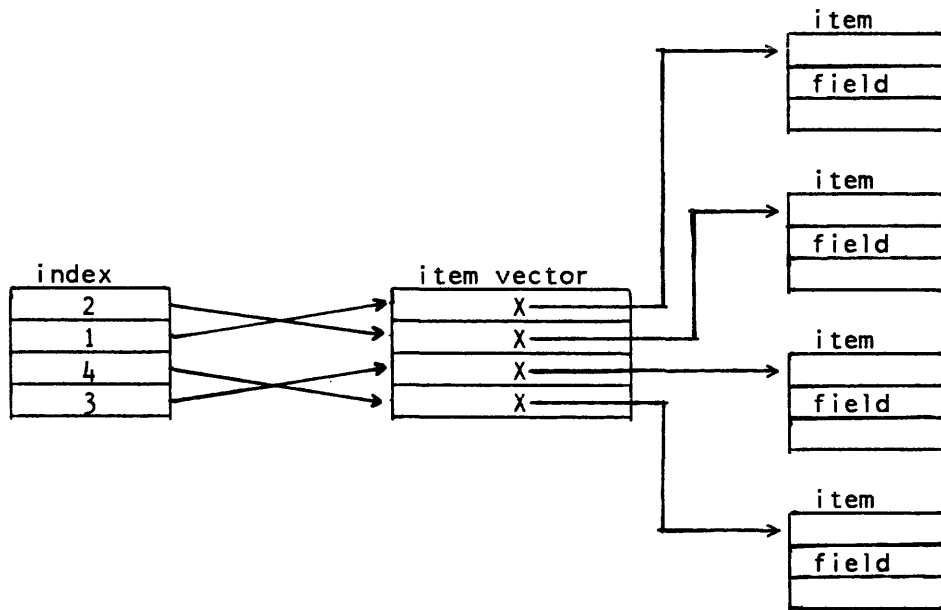 index
2
1
4
3
item vector
X
X
X
X
item
field
item
field
item
field
item
field